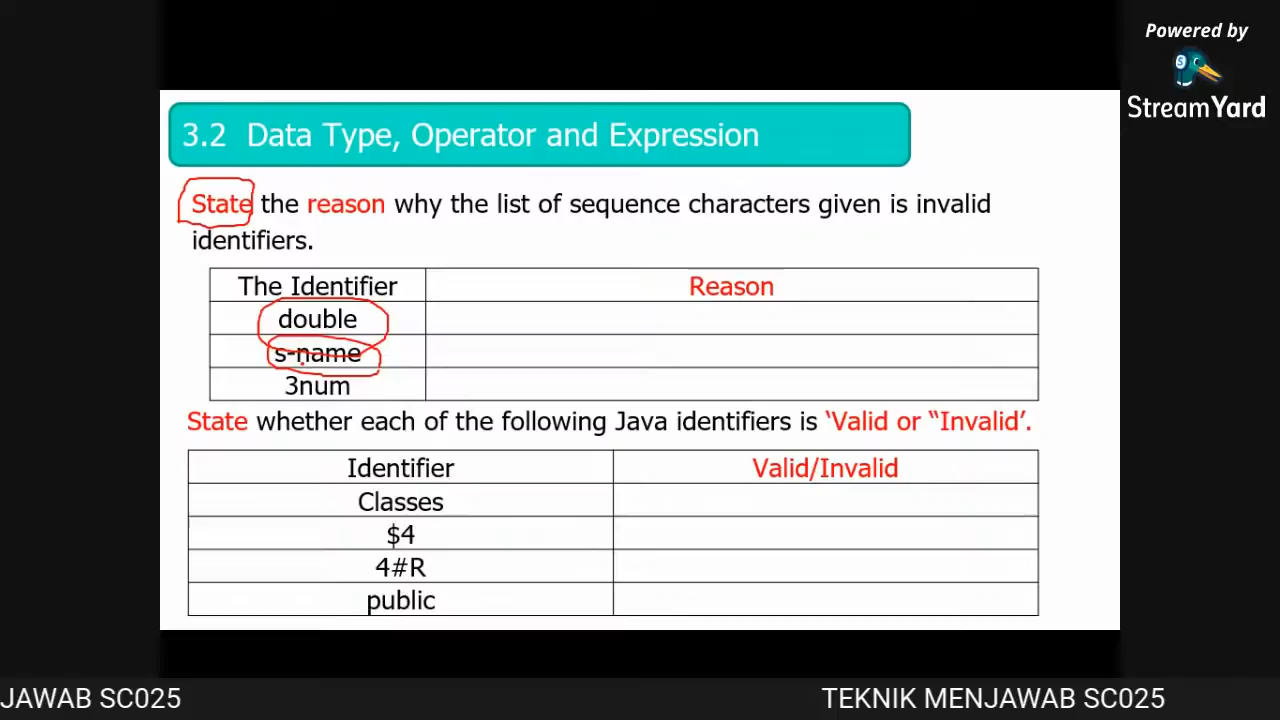 Powered by
StreamYard
3.2 Data Type, Operator and Expression
State the reason why the list of sequence characters given is invalid
identifiers.
The Identifier Reason
double
s-name
3num
State whether each of the following Java identifiers is ‘Valid or “Invalid’.
Identifier Valid/Invalid
Classes
$4
4#R
public
JAWAB SC025 TEKNIK MENJAWAB SC025